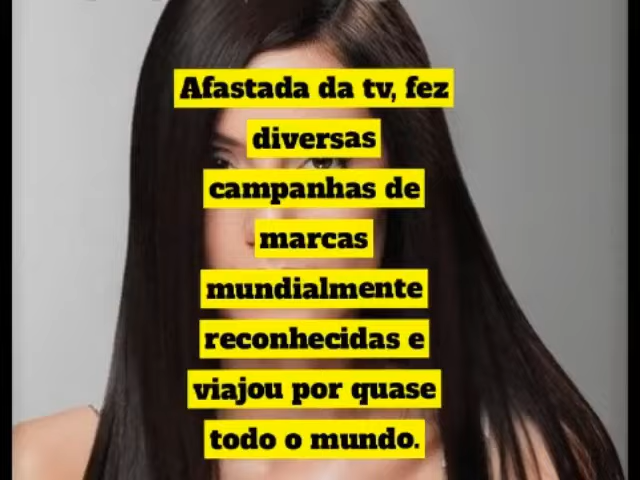 Afastada da tv, fez
diversas
campanhas de
marcas
mundialmente
reconhecidas e
viajou por quase
todo o mundo.